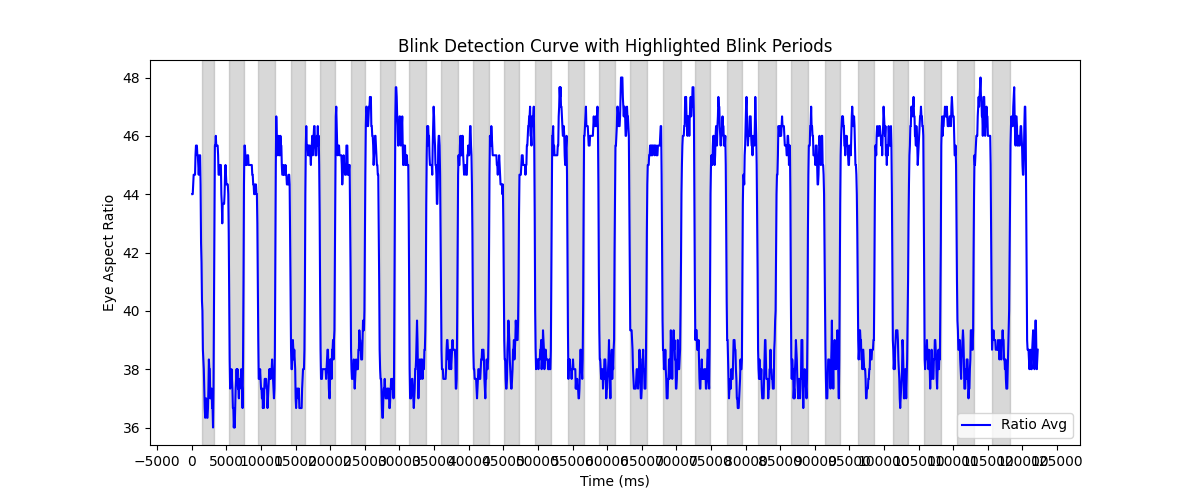 Blink Detection Curve with Highlighted Blink Periods
Eye Aspect Ratio
48
46
44
42
40
38
36
Ratio Avg
−5000 0 5000 10000 15000 20000 25000 30000 35000 40000 45000 50000 55000 60000 65000 70000 75000 80000 85000 90000 95000 100000 105000 110000 115000 120000 125000
Time (ms)